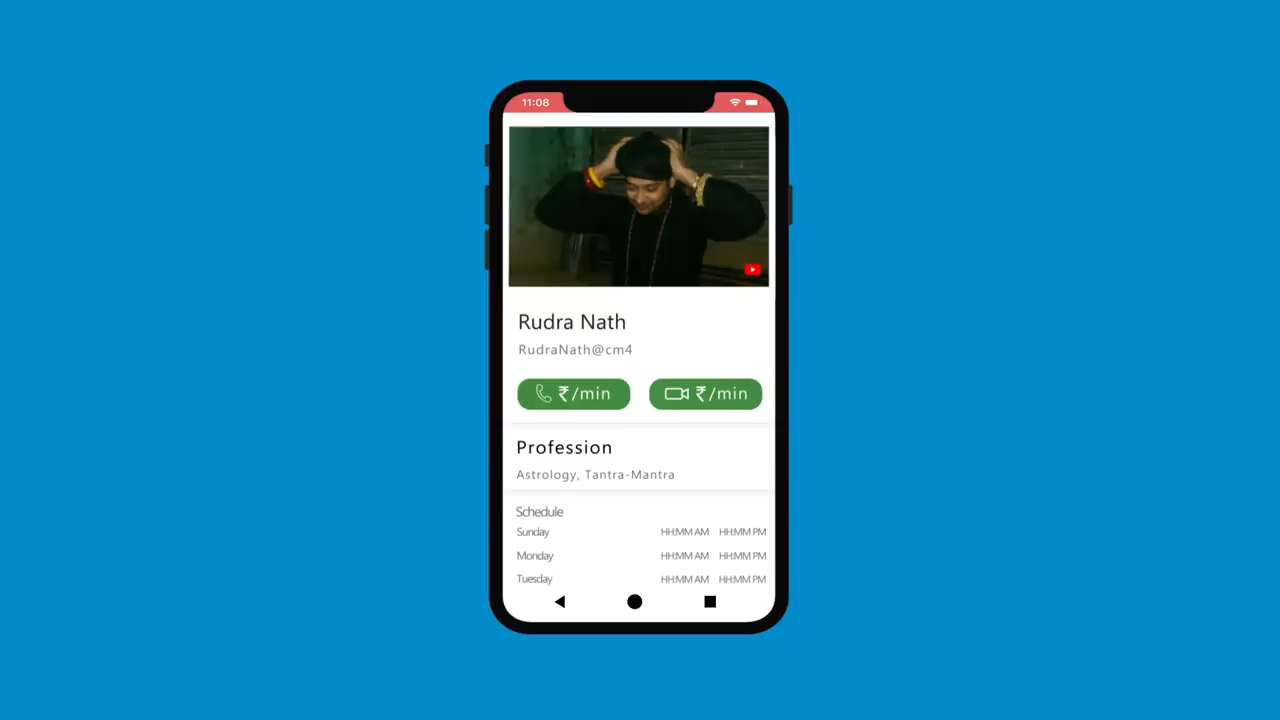 11:08
Rudra Nath
RudraNath@cm4
₹/min ₹/min
Profession
Astrology, Tantra-Mantra
Schedule
Sunday HH:MM AM HH:MM PM
Monday HH:MM AM HH:MM PM
Tuesday HH:MM AM HH:MM PM